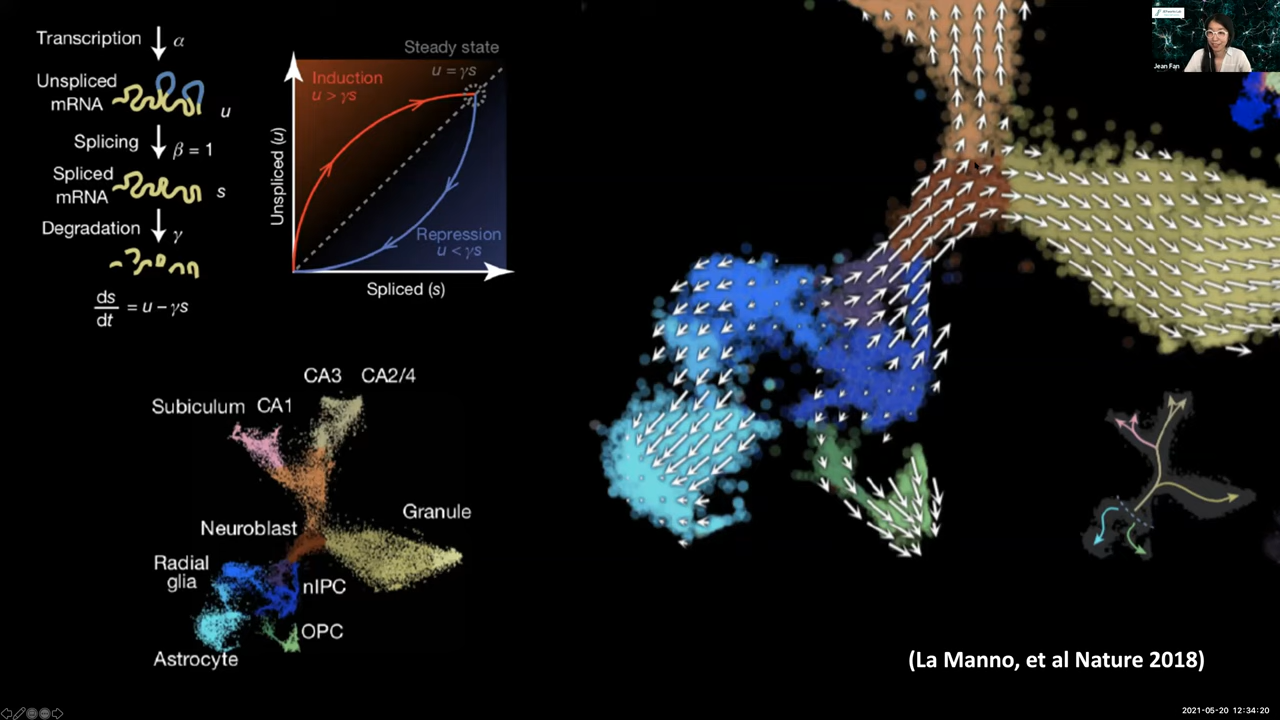 Transcription
α
Unspliced
mRNA
u
Splicing
β = 1
Spliced
mRNA
s
Degradation
γ
ds
dt
= u − γs
Steady state
u = γs
Induction
u > γs
Unspliced (u)
Repression
u < γs
Spliced (s)
CA3 CA2/4
Subiculum CA1
Neuroblast
Granule
Radial
glia
nIPC
OPC
Astrocyte
Jean Fan
(La Manno, et al Nature 2018)
2021-05-20 12:34:20